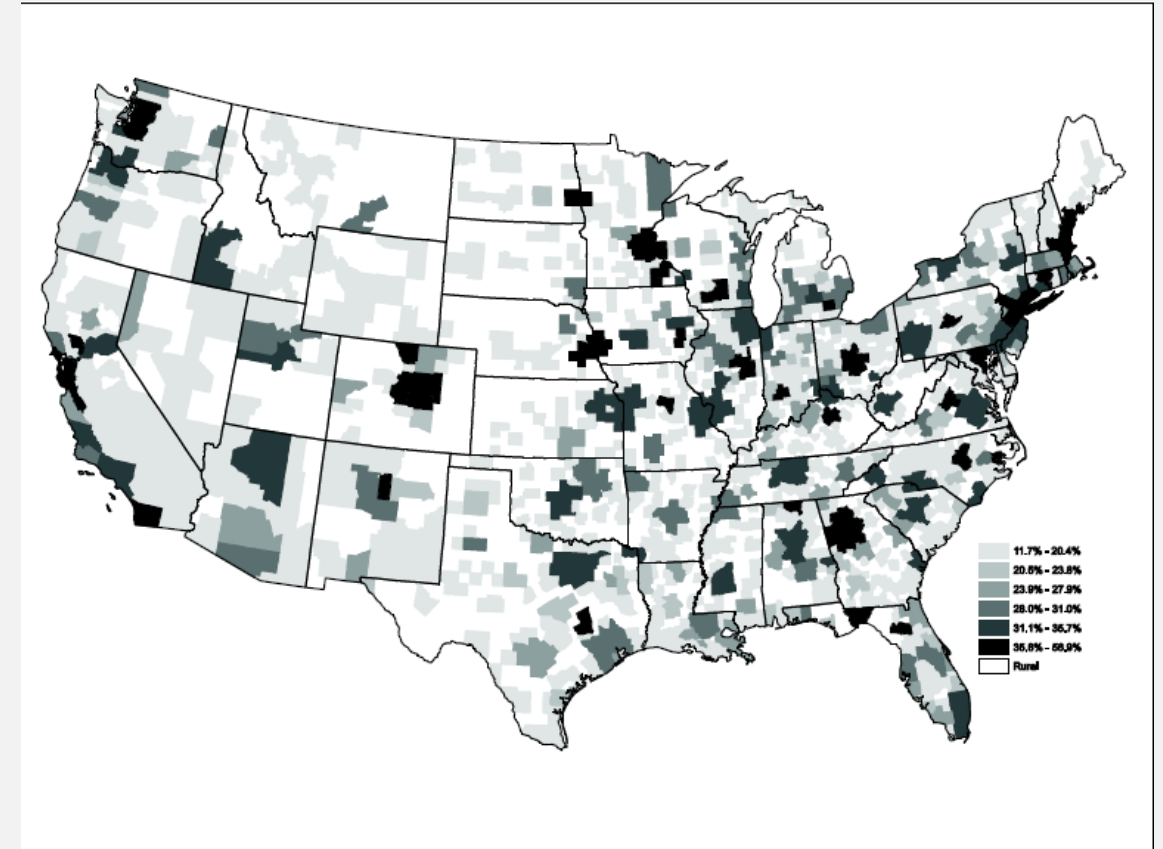 11.7% - 20.4%
20.5% - 23.8%
23.9% - 27.9%
28.0% - 31.0%
31.1% - 35.7%
35.8% - 56.9%
Rural